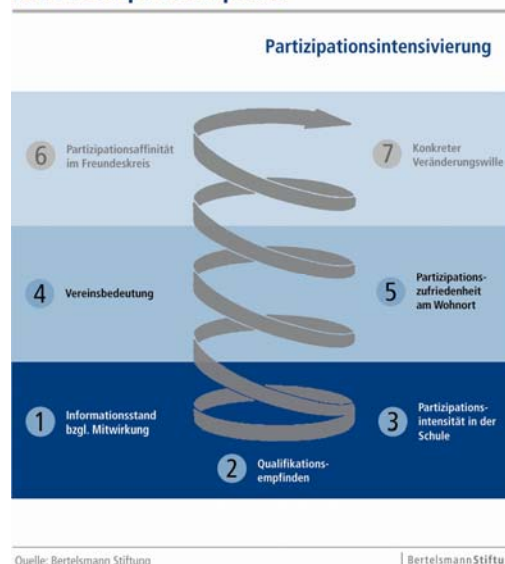 Partizipationsintensivierung
6
Partizipationsaffinität
im Freundeskreis
7
Konkreter
Veränderungswille
4
Vereinsbedeutung
5
Partizipations-
zufriedenheit
am Wohnort
1
Informationsstand
bzgl. Mitwirkung
2
Qualifikations-
empfinden
3
Partizipations-
intensität in der
Schule
Quelle: Bertelsmann Stiftung